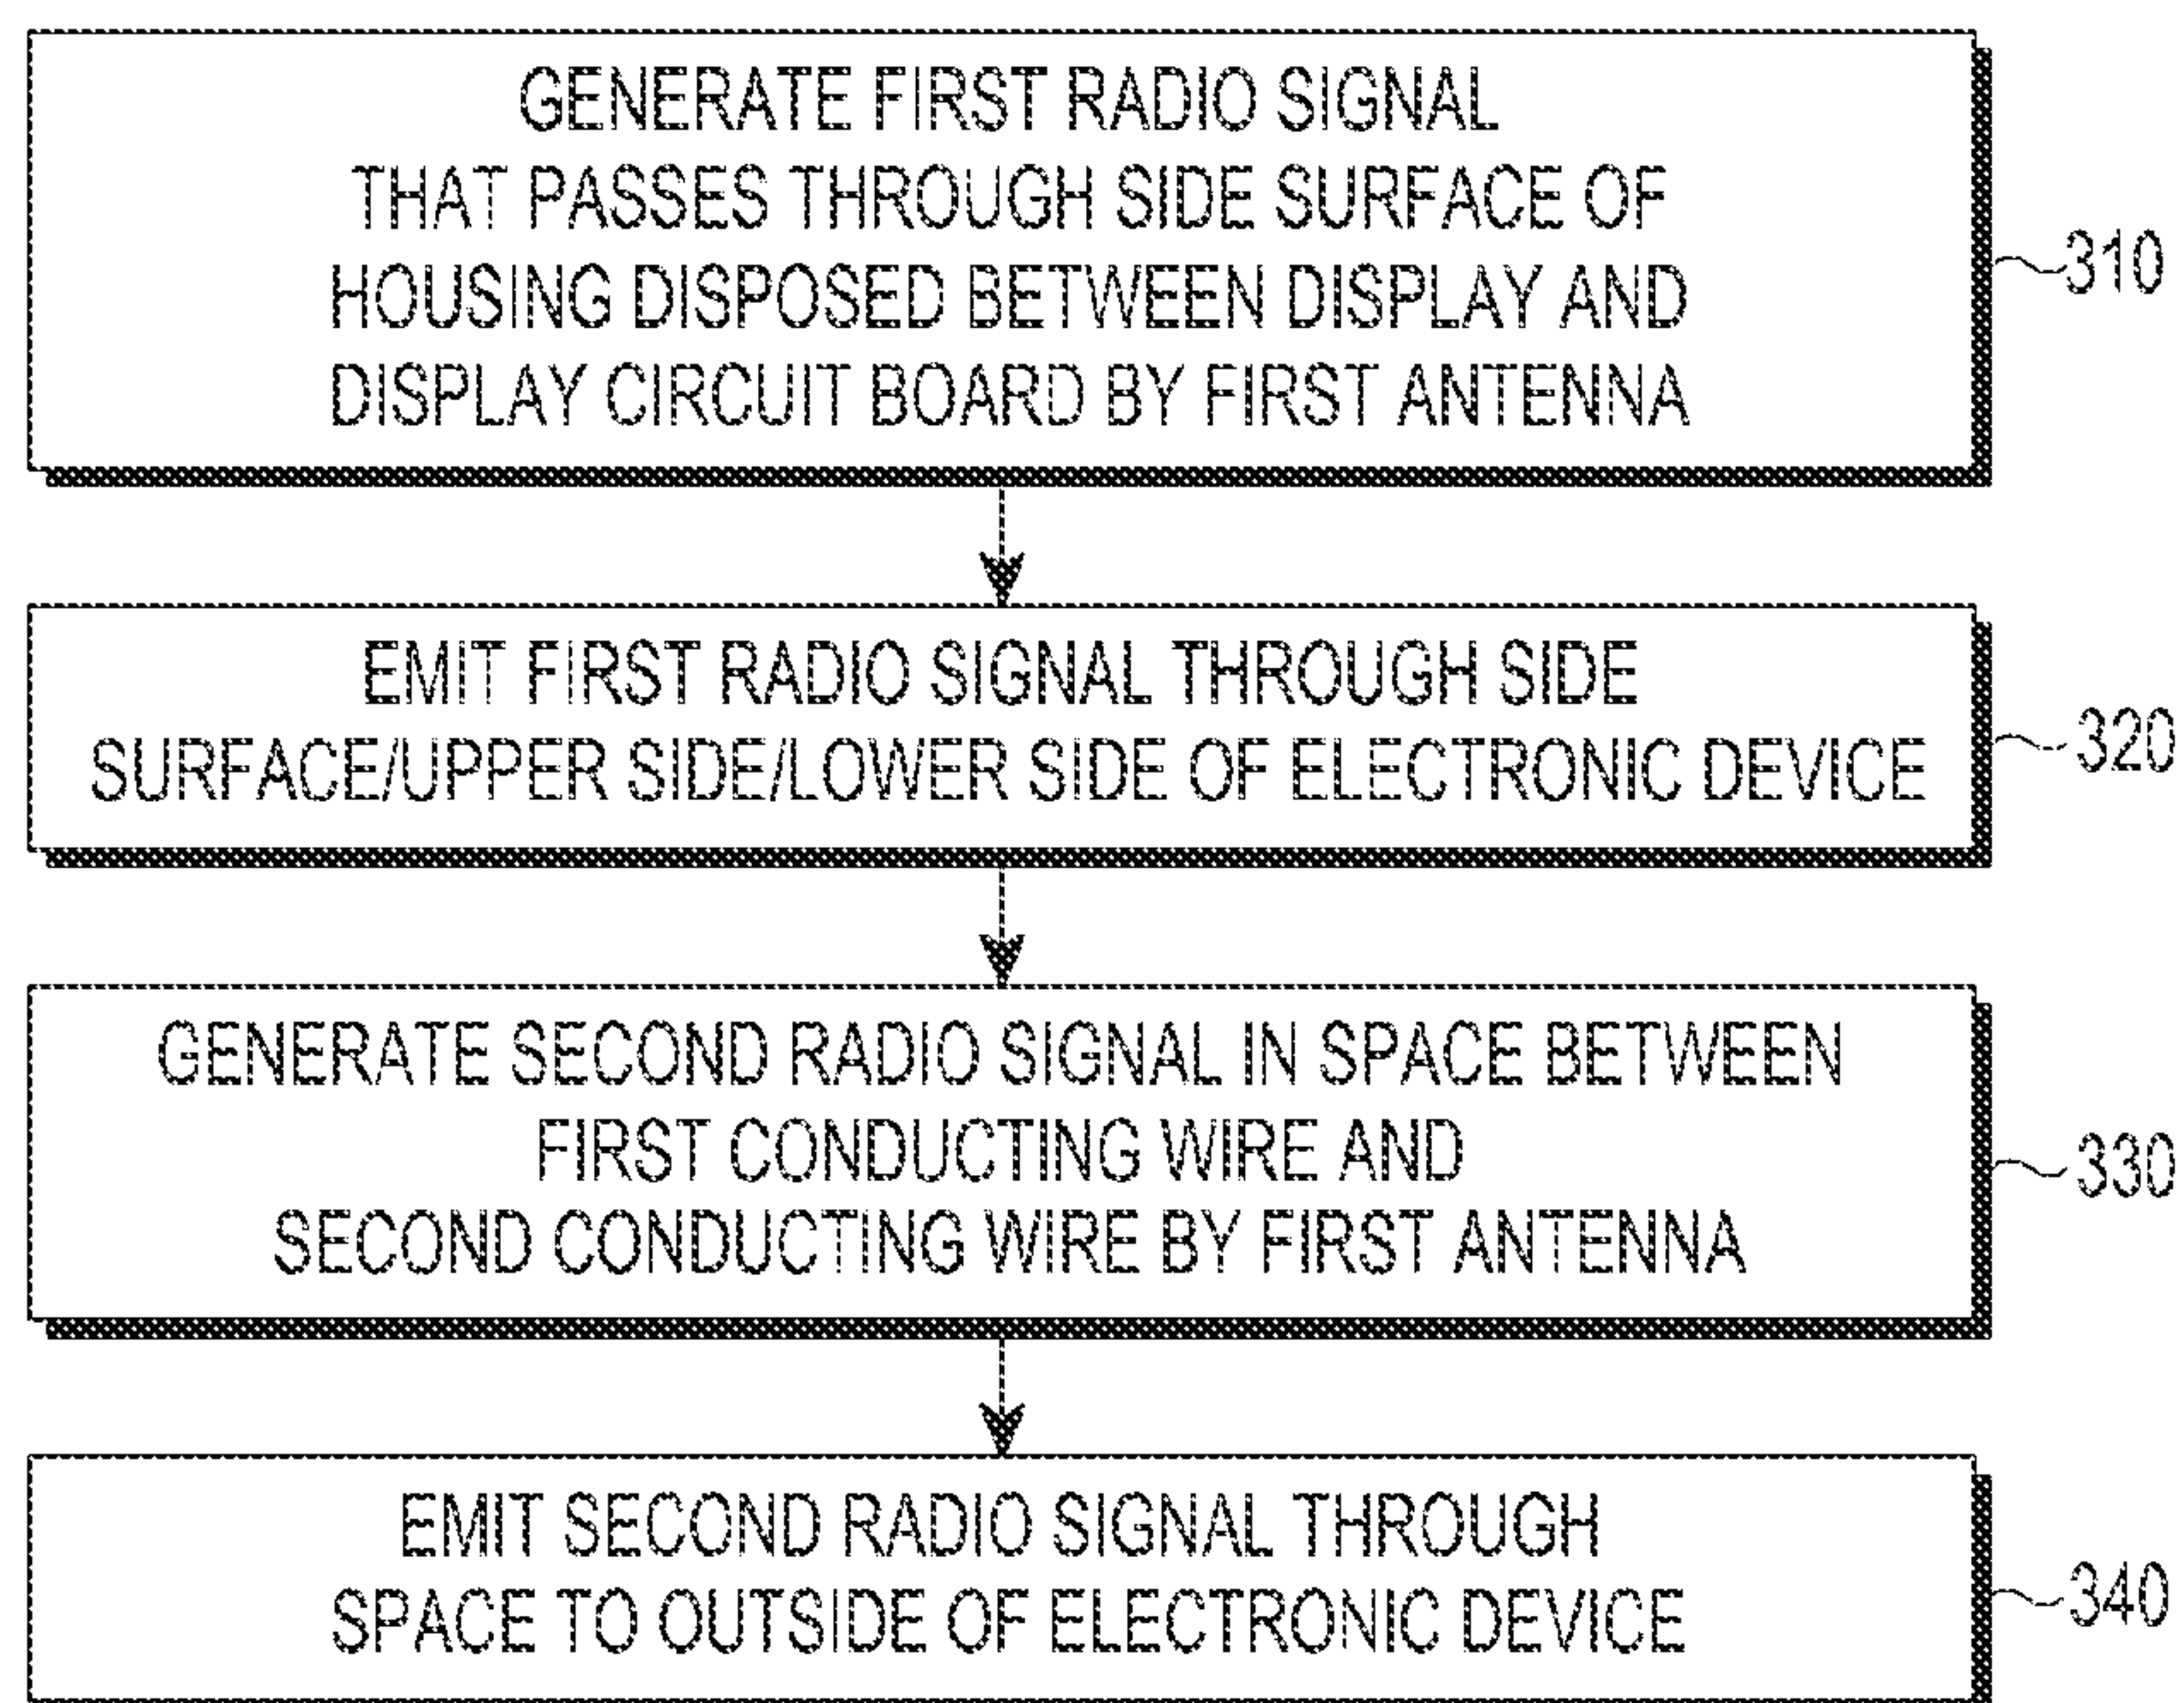 GENERATE FIRST RADIO SIGNAL
THAT PASSES THROUGH SIDE SURFACE OF
HOUSING DISPOSED BETWEEN DISPLAY AND
DISPLAY CIRCUIT BOARD BY FIRST ANTENNA
310
EMIT FIRST RADIO SIGNAL THROUGH SIDE
SURFACE/UPPER SIDE/LOWER SIDE OF ELECTRONIC DEVICE
320
GENERATE SECOND RADIO SIGNAL IN SPACE BETWEEN
FIRST CONDUCTING WIRE AND
SECOND CONDUCTING WIRE BY FIRST ANTENNA
330
EMIT SECOND RADIO SIGNAL THROUGH
SPACE TO OUTSIDE OF ELECTRONIC DEVICE
340